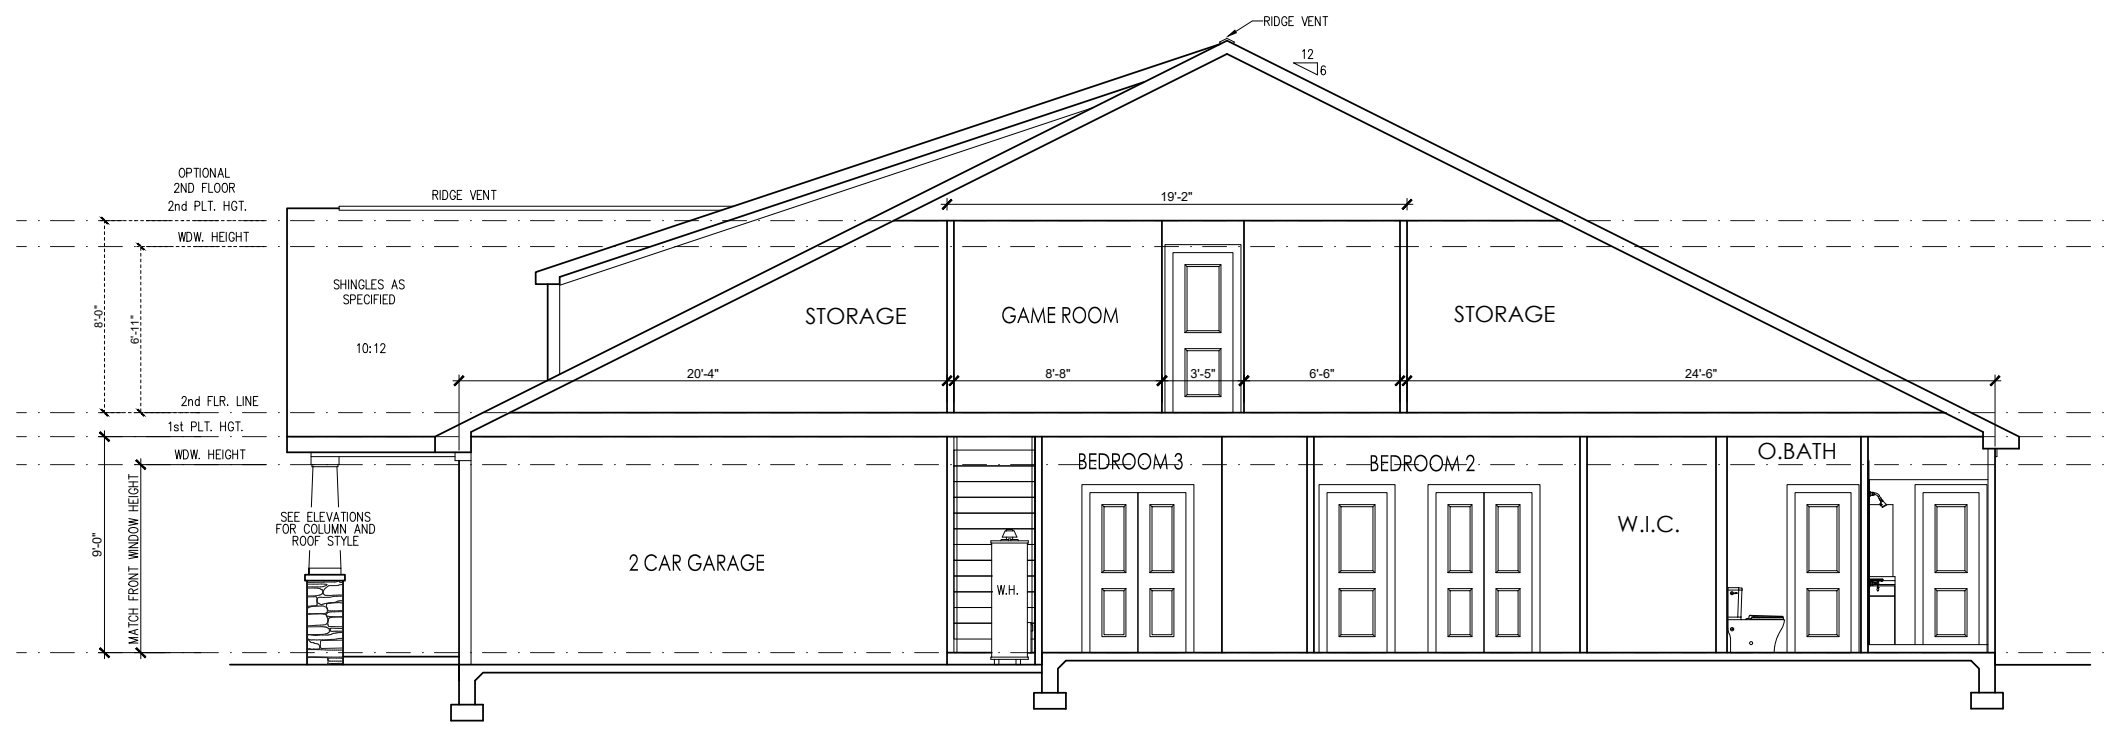 RIDGE VENT
12
6
OPTIONAL
2ND FLOOR
2nd PLT. HGT.
RIDGE VENT
19'-2"
WDW. HEIGHT
SHINGLES AS
SPECIFIED
8'-0"
6'-11"
STORAGE
GAME ROOM
STORAGE
10:12
20'-4"
8'-8"
3'-5"
6'-6"
24'-6"
2nd FLR. LINE
1st PLT. HGT.
WDW. HEIGHT
BEDROOM 3
BEDROOM 2
O.BATH
SEE ELEVATIONS
FOR COLUMN AND
ROOF STYLE
9'-0"
MATCH FRONT WINDOW HEIGHT
W.I.C.
2 CAR GARAGE
W.H.